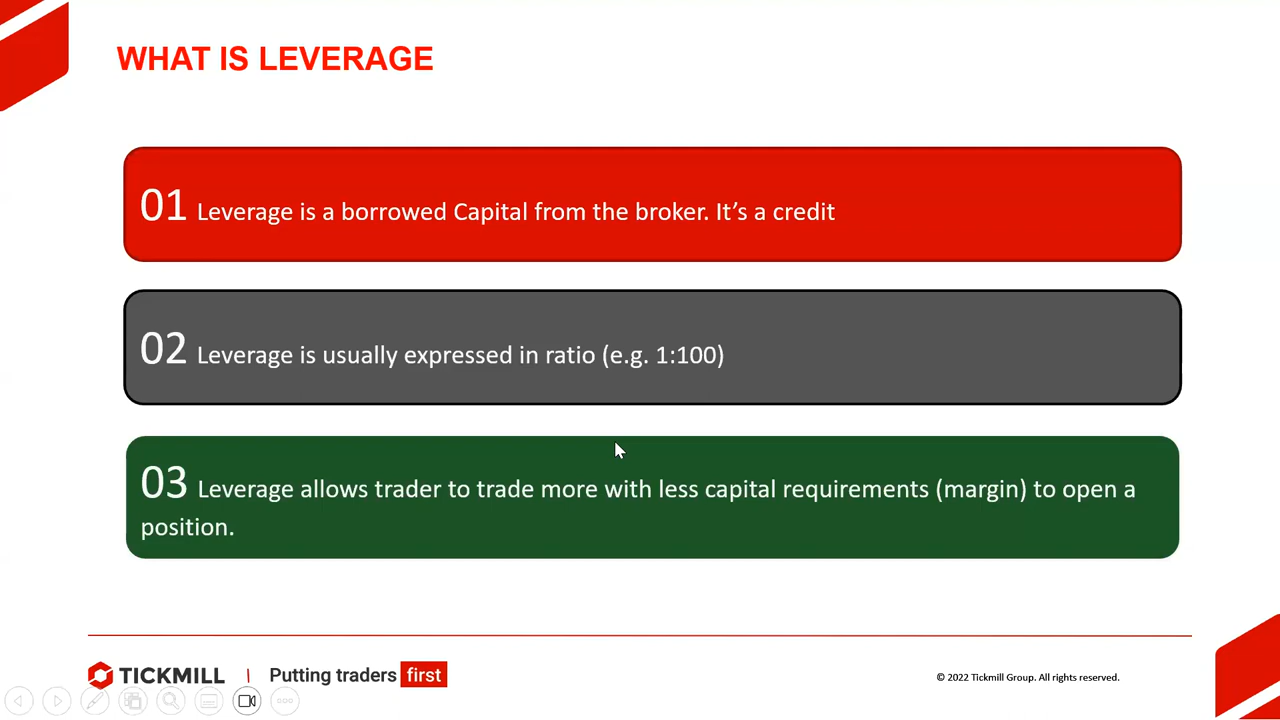 WHAT IS LEVERAGE
01 Leverage is a borrowed Capital from the broker. It’s a credit
02 Leverage is usually expressed in ratio (e.g. 1:100)
03 Leverage allows trader to trade more with less capital requirements (margin) to open a
position.
TICKMILL | Putting traders first
© 2022 Tickmill Group. All rights reserved.